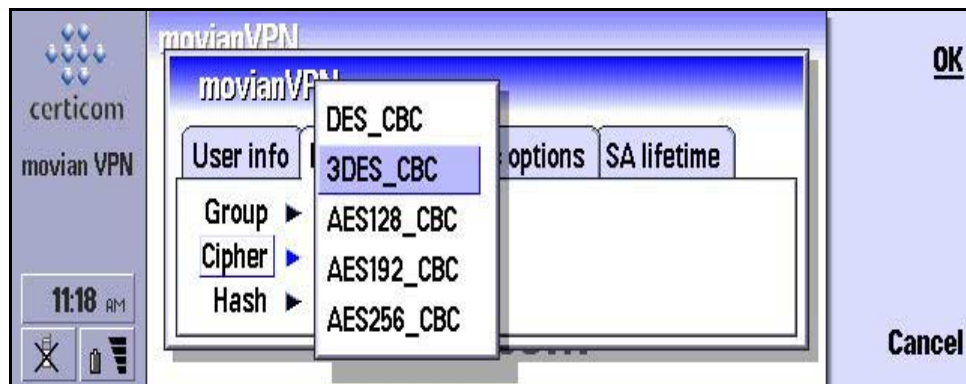 certicom
movian VPN
11:18 AM
movianVPN
movianVPN
User info
options
SA lifetime
Group
Cipher
Hash
DES_CBC
3DES_CBC
AES128_CBC
AES192_CBC
AES256_CBC
OK
Cancel